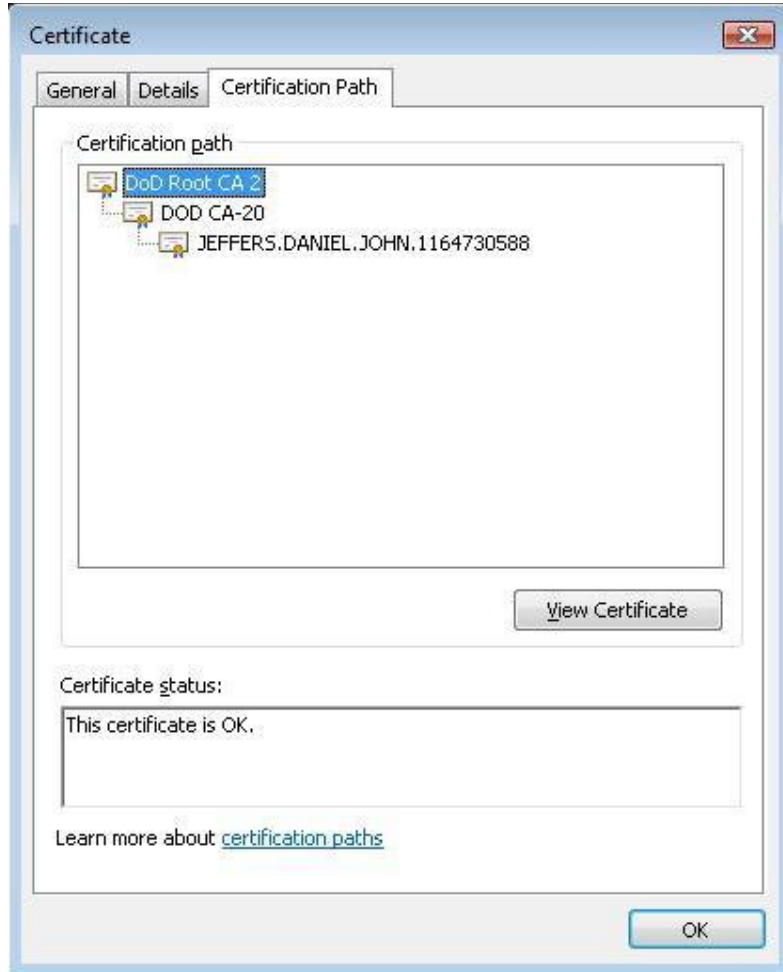 Certificate
General Details Certification Path
Certification path
DoD Root CA 2
DOD CA-20
JEFFERS.DANIEL.JOHN.1164730588
View Certificate
Certificate status:
This certificate is OK.
Learn more about certification paths
OK